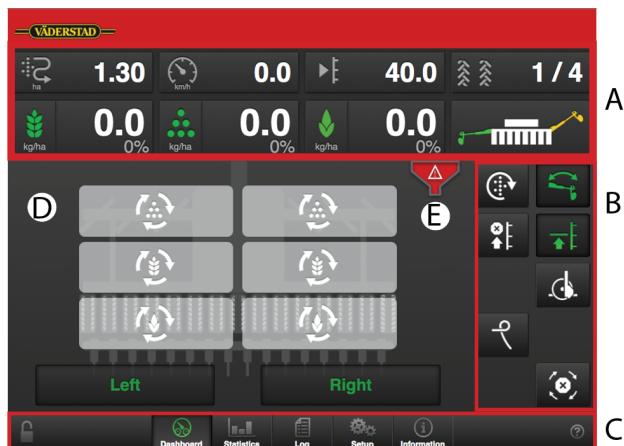 VÄDERSTAD
1.30 0.0 40.0 1 / 4
ha km/h
A
0.0 0.0 0.0
kg/ha 0% kg/ha 0% kg/ha 0%
D E B
Left Right
Dashboard Statistics Log Setup Information
C